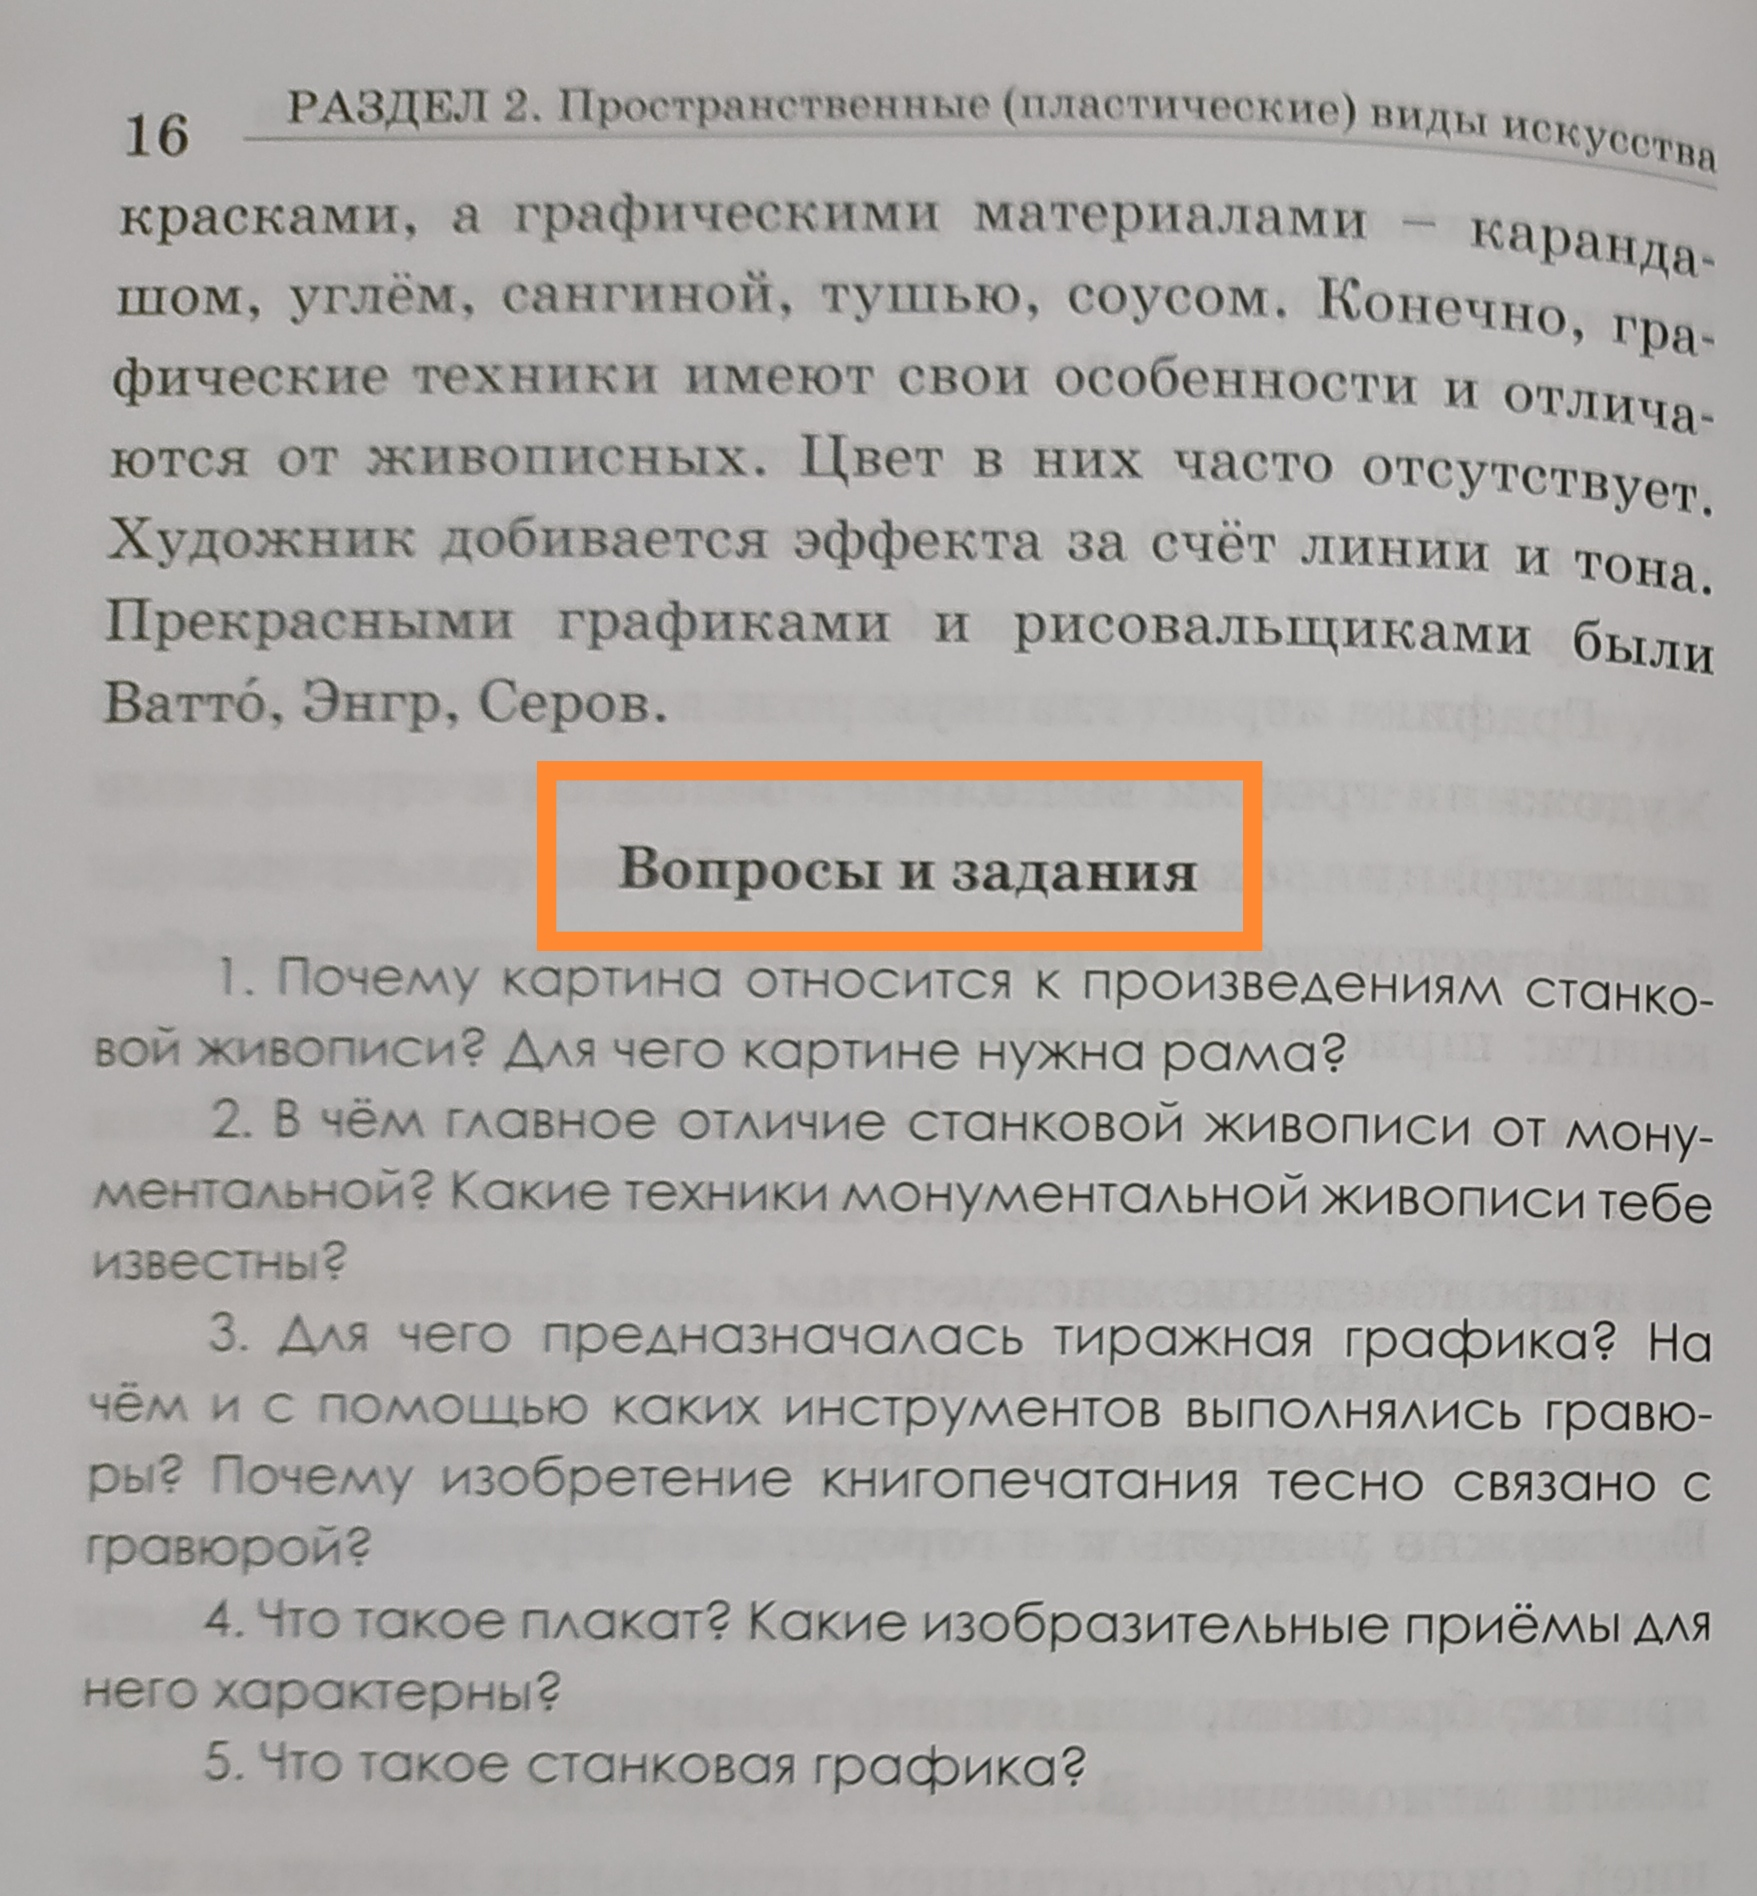 16
РАЗДЕЛ 2. Пространственные (пластические) виды искусства
красками, а графическими материалами – каранда-
шом, углём, сангиной, тушью, соусом. Конечно, гра-
фические техники имеют свои особенности и отлича-
ются от живописных. Цвет в них часто отсутствует.
Художник добивается эффекта за счёт линии и тона.
Прекрасными графиками и рисовальщиками были
Ватто́, Энгр, Серов.
Вопросы и задания
1. Почему картина относится к произведениям станко-
вой живописи? Для чего картине нужна рама?
2. В чём главное отличие станковой живописи от мону-
ментальной? Какие техники монументальной живописи тебе
известны?
3. Для чего предназначалась тиражная графика? На
чём и с помощью каких инструментов выполнялись гравю-
ры? Почему изобретение книгопечатания тесно связано с
гравюрой?
4. Что такое плакат? Какие изобразительные приёмы для
него характерны?
5. Что такое станковая графика?